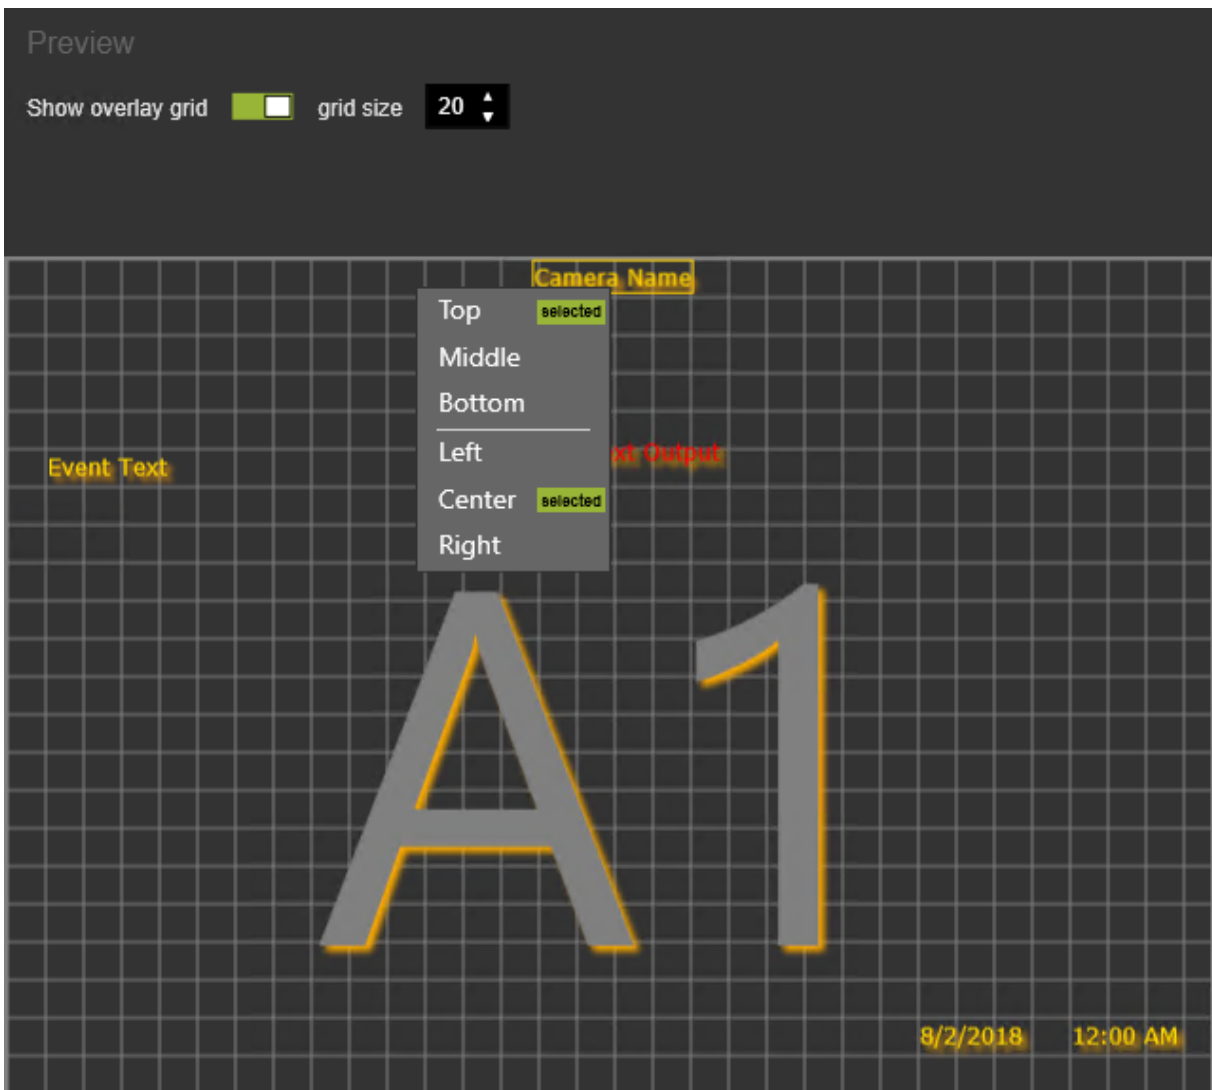 Preview
Show overlay grid grid size 20
Camera Name
Top selected
Middle
Bottom
Left
Output
Event Text
Center selected
Right
A1
8/2/2018 12:00 AM